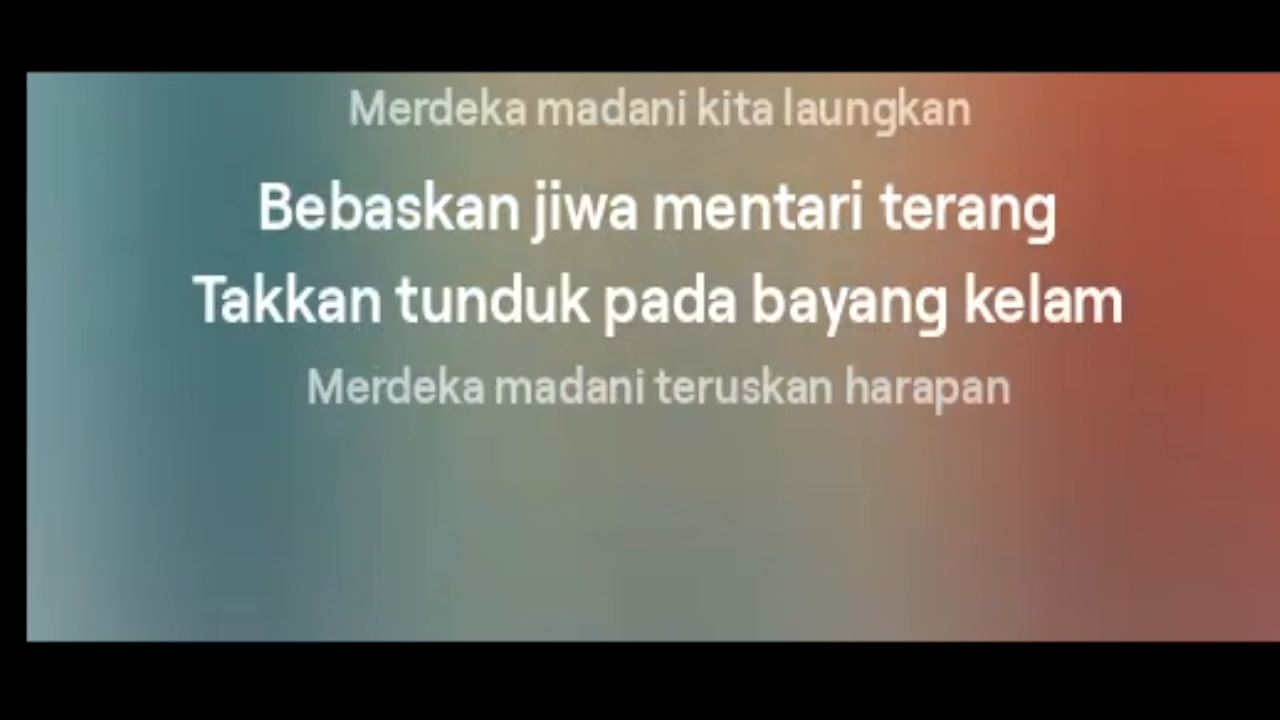 Merdeka madani kita laungkan
Bebaskan jiwa mentari terang
Takkan tunduk pada bayang kelam
Merdeka madani teruskan harapan